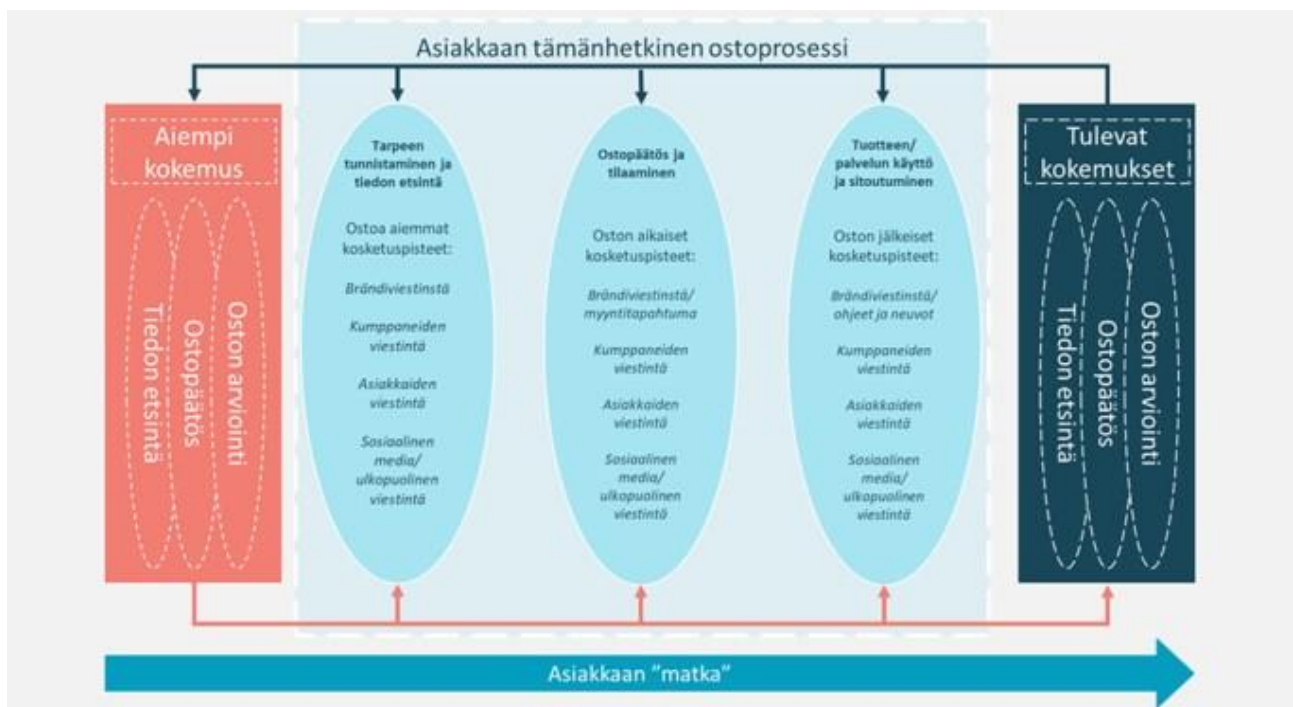 Asiakkaan tämänhetkinen ostoprosessi
Aiempi
kokemus
Tiedon etsintä
Ostopäätös
Oston arviointi
Tarpeen
tunnistaminen ja
tiedon etsintä
Ostoa aiemmat
kosketuspisteet:
Brändiviestinstä
Kumppaneiden
viestintä
Asiakkaiden
viestintä
Sosiaalinen
media/
ulkopuolinen
viestintä
Ostopäätös ja
tilaaminen
Oston aikaiset
kosketuspisteet:
Brändiviestinstä/
myyntitapahtuma
Kumppaneiden
viestintä
Asiakkaiden
viestintä
Sosiaalinen
media/
ulkopuolinen
viestintä
Tuotteen/
palvelun käyttö
ja sitoutuminen
Oston jälkeiset
kosketuspisteet:
Brändiviestinstä/
ohjeet ja neuvot
Kumppaneiden
viestintä
Asiakkaiden
viestintä
Sosiaalinen
media/
ulkopuolinen
viestintä
Tulevat
kokemukset
Tiedon etsintä
Ostopäätös
Oston arviointi
Asiakkaan ”matka”